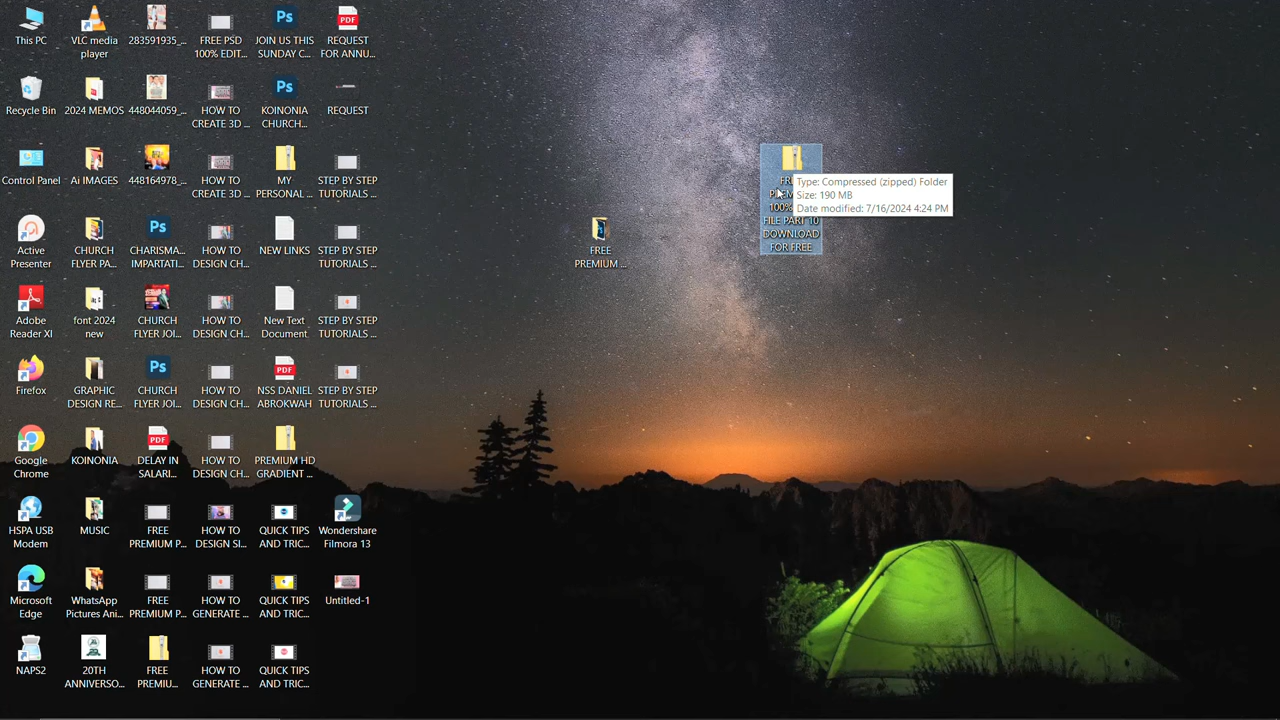 This PC
VLC media
player
283591935_...
FREE PSD
100% EDIT...
JOIN US THIS
SUNDAY C...
REQUEST
FOR ANNU...
Recycle Bin
2024 MEMOS
448044059_...
HOW TO
CREATE 3D ...
KOINONIA
CHURCH...
REQUEST
Control Panel
Ai IMAGES
448164978_...
HOW TO
CREATE 3D ...
MY
PERSONAL ...
STEP BY STEP
TUTORIALS ...
Active
Presenter
CHURCH
FLYER PA...
CHARISMA...
IMPARTATI...
HOW TO
DESIGN CH...
NEW LINKS
STEP BY STEP
TUTORIALS ...
Adobe
Reader XI
font 2024
new
CHURCH
FLYER JOI...
HOW TO
DESIGN CH...
New Text
Document
STEP BY STEP
TUTORIALS ...
Firefox
GRAPHIC
DESIGN RE...
CHURCH
FLYER JOI...
HOW TO
DESIGN CH...
NSS DANIEL
ABROKWAH
STEP BY STEP
TUTORIALS ...
Google
Chrome
KOINONIA
DELAY IN
SALARI...
HOW TO
DESIGN CH...
PREMIUM HD
GRADIENT ...
HSPA USB
Modem
MUSIC
FREE
PREMIUM P...
HOW TO
DESIGN SI...
QUICK TIPS
AND TRIC...
Wondershare
Filmora 13
Microsoft
Edge
WhatsApp
Pictures Ani...
FREE
PREMIUM P...
HOW TO
GENERATE ...
QUICK TIPS
AND TRIC...
Untitled-1
NAPS2
20TH
ANNIVERSO...
FREE
PREMIU...
HOW TO
GENERATE ...
QUICK TIPS
AND TRIC...
FREE
PREMIUM ...
100%
FILE PART 10
DOWNLOAD
FOR FREE
Type: Compressed (zipped) Folder
Size: 190 MB
Date modified: 7/16/2024 4:24 PM